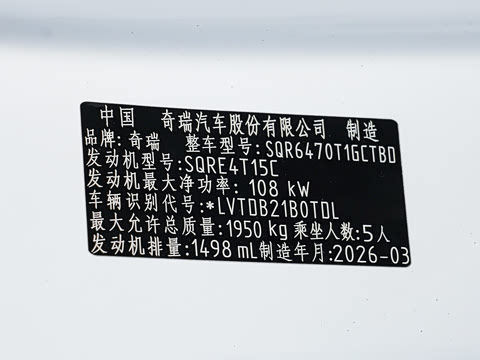 中国 奇瑞汽车股份有限公司 制造
品牌: 奇瑞 整车型号: SQR6470T1GCTBD
发动机型号: SQRE4T15C
发动机最大净功率: 108 kW
车辆识别代号: *LVTDB21B0TDL
最大允许总质量: 1950 kg 乘坐人数: 5人
发动机排量: 1498 mL 制造年月: 2026-03